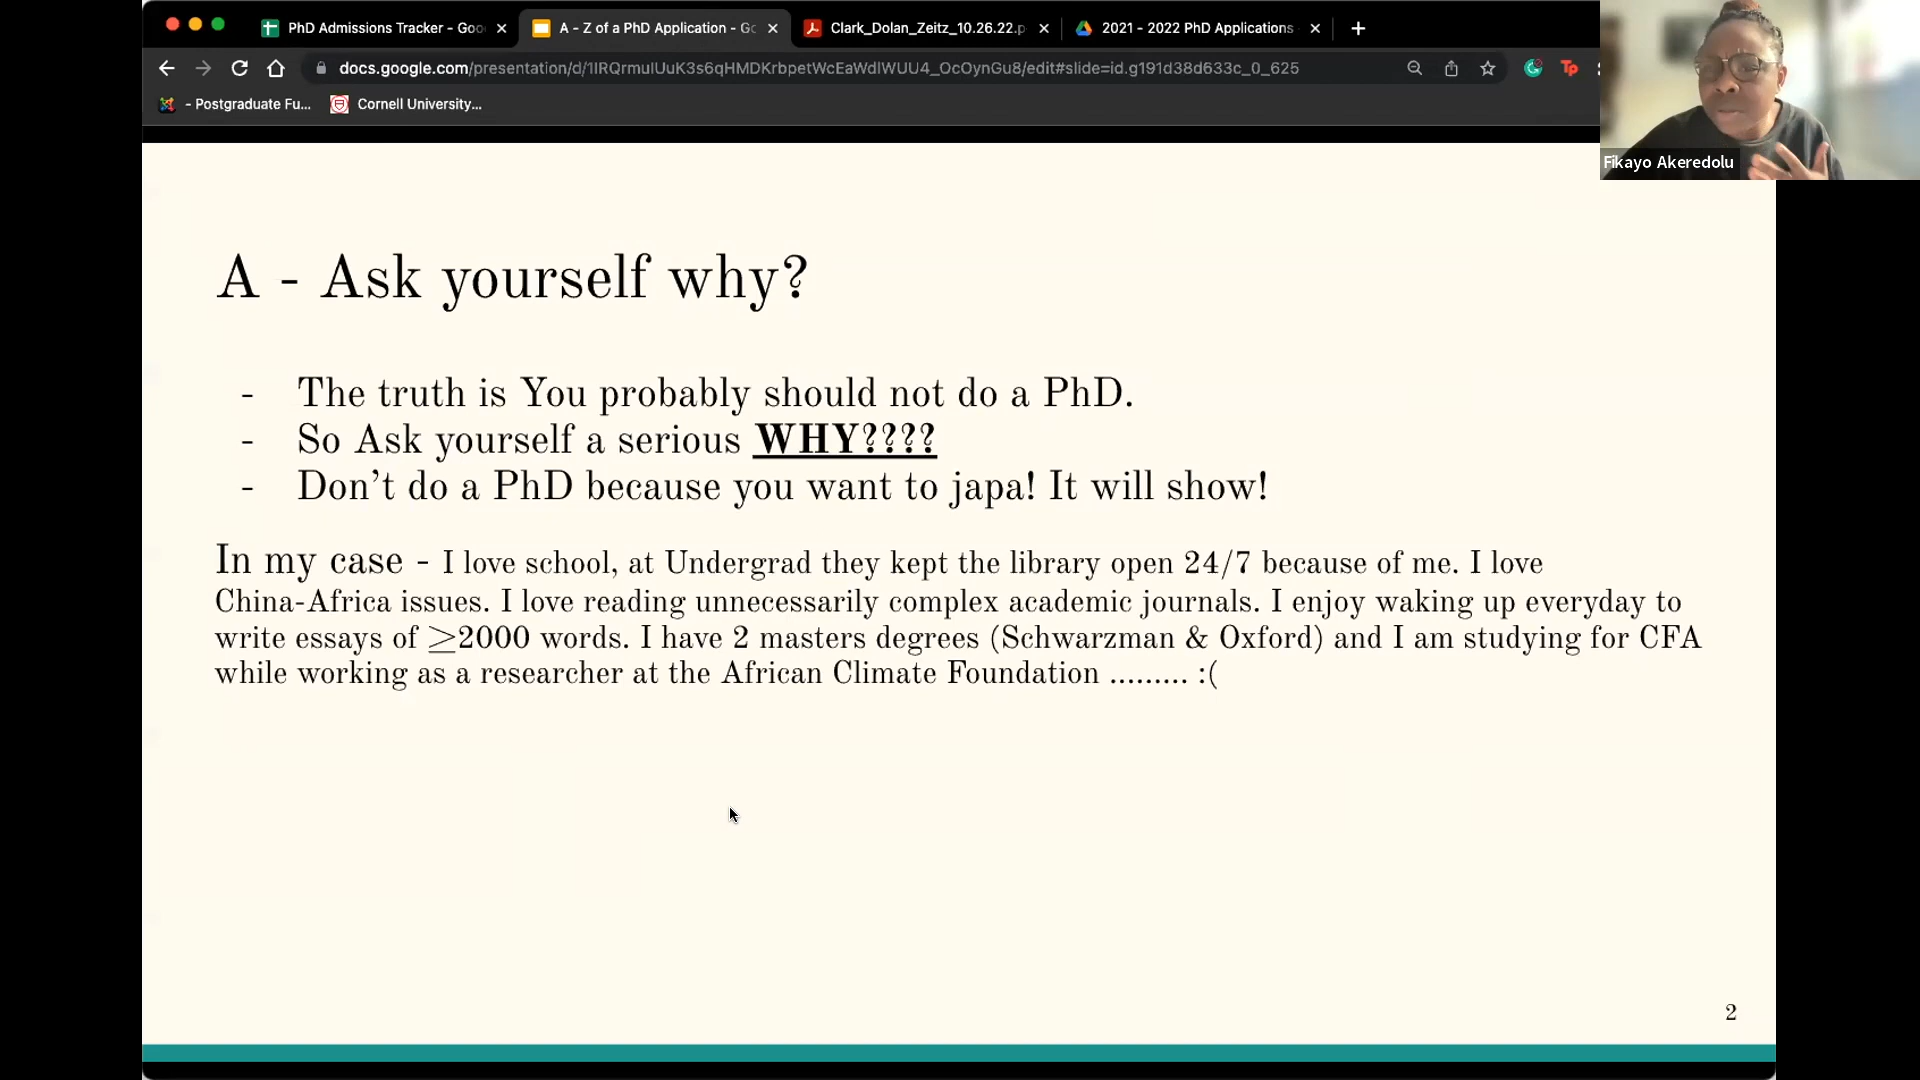 PhD Admissions Tracker - Goo
A - Z of a PhD Application - Go
Clark_Dolan_Zeitz_10.26.22.p
2021 - 2022 PhD Applications
docs.google.com/presentation/d/1IRQrmulUuK3s6qHMDKrbpetWcEaWdlWUU4_OcOynGu8/edit#slide=id.g191d38d633c_0_625
- Postgraduate Fu...
Cornell University...
Fikayo Akeredolu
A - Ask yourself why?
- The truth is You probably should not do a PhD.
- So Ask yourself a serious WHY????
- Don't do a PhD because you want to japa! It will show!
In my case - I love school, at Undergrad they kept the library open 24/7 because of me. I love
China-Africa issues. I love reading unnecessarily complex academic journals. I enjoy waking up everyday to
write essays of ≥2000 words. I have 2 masters degrees (Schwarzman & Oxford) and I am studying for CFA
while working as a researcher at the African Climate Foundation ......... :(
2